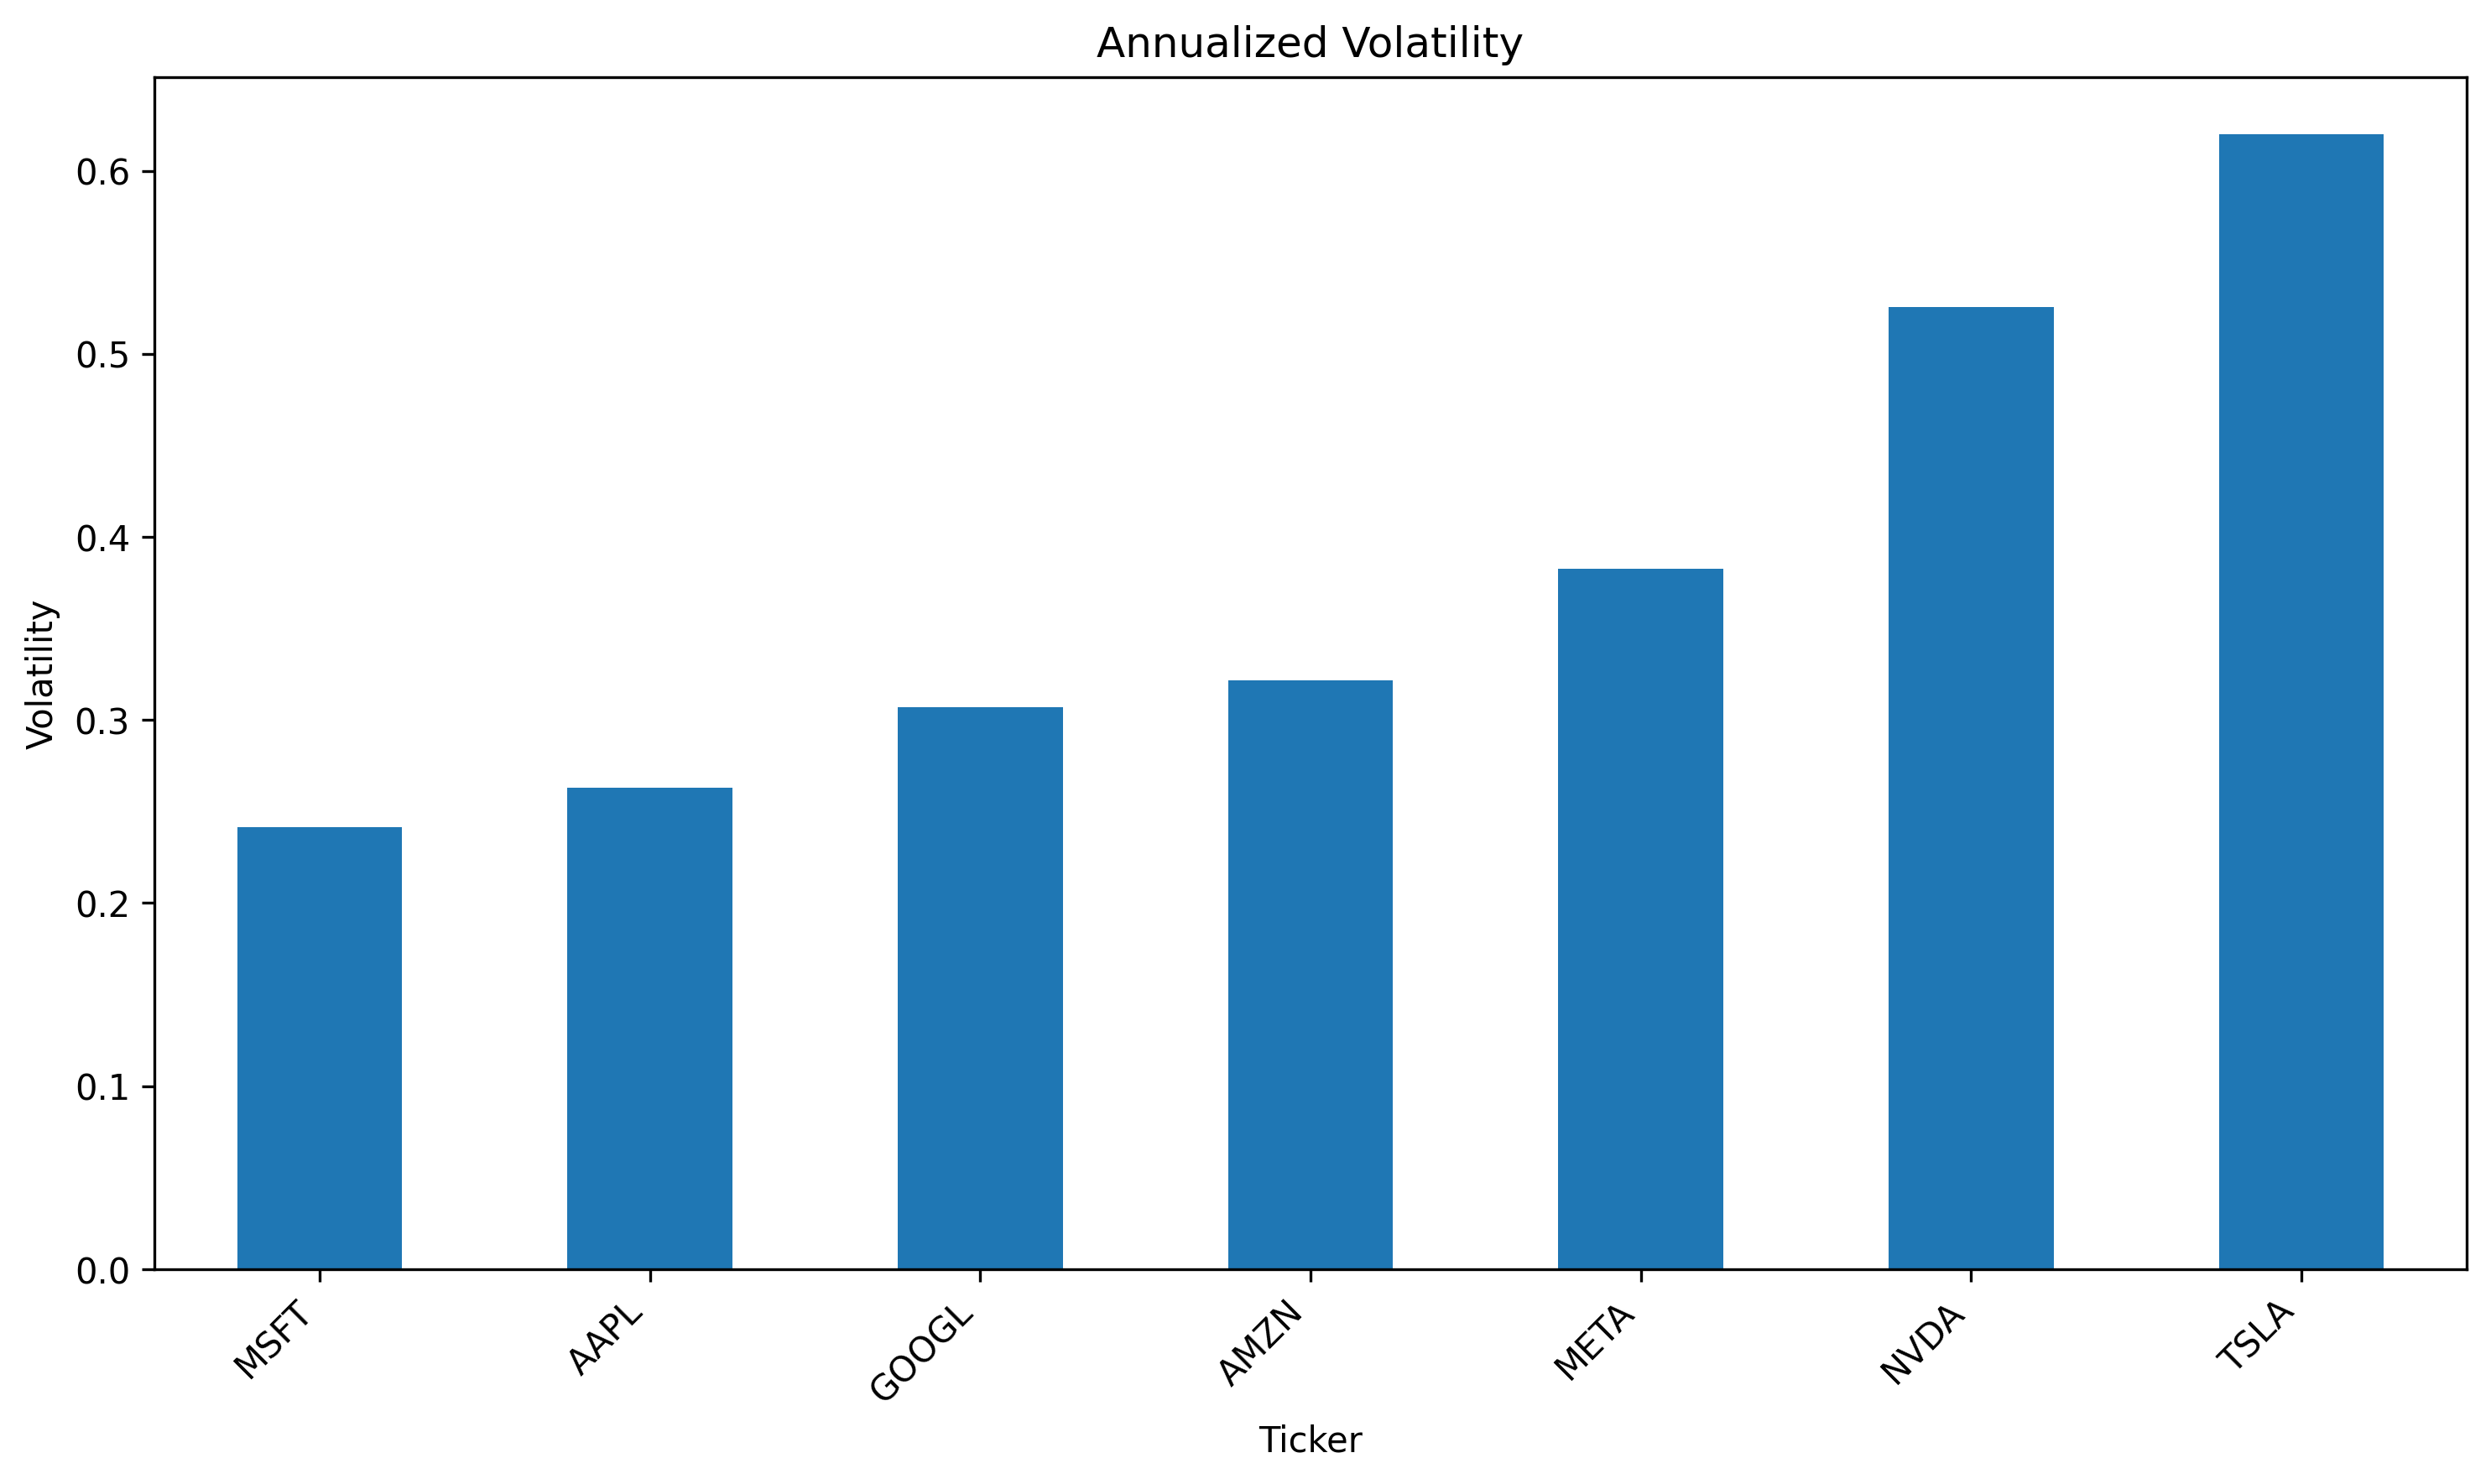 Annualized Volatility
Volatility
0.6
0.5
0.4
0.3
0.2
0.1
0.0
MSFT
AAPL
GOOGL
AMZN
META
NVDA
TSLA
Ticker